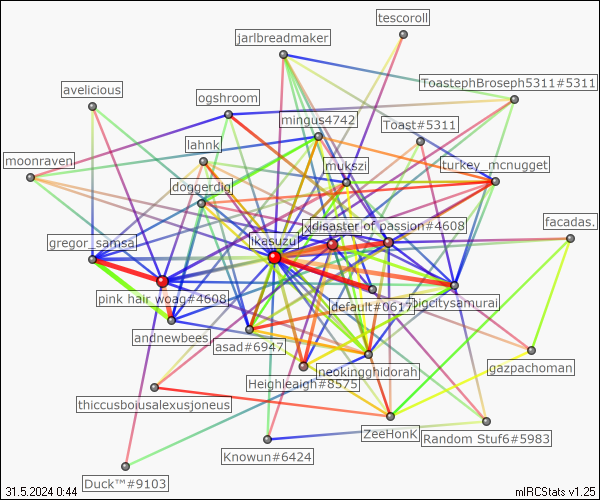 tescoroll
jarlbreadmaker
ToastephBroseph5311#5311
avelicious
ogshroom
mingus4742
Toast#5311
lahnk
moonraven
mukszi
turkey_mcnugget
doggerdig
disaster of passion#4608
facadas.
gregor_samsa
ikasuzu
pink hair woag#4608
default#0617
bigcitysamurai
andnewbees
asad#6947
neokingghidorah
gazpachoman
Heighleaigh#8575
thiccusboiusalexusjoneus
ZeeHonK
Random Stuf6#5983
Knowun#6424
Duck™#9103
31.5.2024 0:44
mIRCStats v1.25